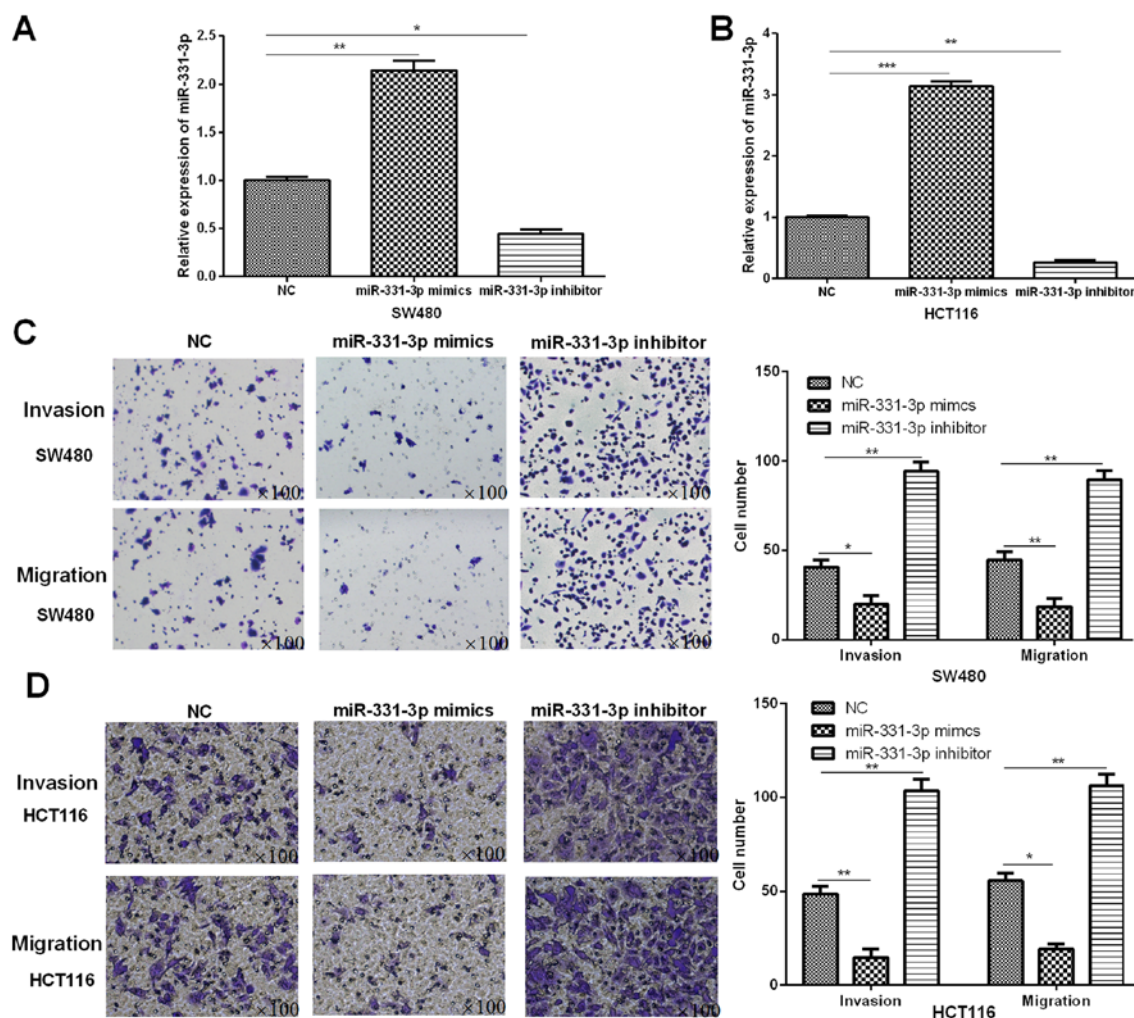 A
Relative expression of miR-331-3p
2.5
2.0
1.5
1.0
0.5
0.0
*
**
NC
miR-331-3p mimics
miR-331-3p inhibitor
SW480
B
Relative expression of miR-331-3p
4
3
2
1
0
**
***
NC
miR-331-3p mimics
miR-331-3p inhibitor
HCT116
C
NC
miR-331-3p mimics
miR-331-3p inhibitor
Invasion
SW480
×100
×100
×100
Migration
SW480
×100
×100
×100
Cell number
150
100
50
0
NC
miR-331-3p mimcs
miR-331-3p inhibitor
**
**
*
**
Invasion
Migration
SW480
D
NC
miR-331-3p mimics
miR-331-3p inhibitor
Invasion
HCT116
×100
×100
×100
Migration
HCT116
×100
×100
×100
Cell number
150
100
50
0
NC
miR-331-3p mimcs
miR-331-3p inhibitor
**
**
**
*
Invasion
Migration
HCT116